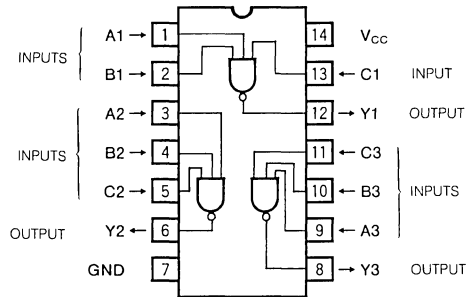 A1 → 1 14 VCC
INPUTS
B1 → 2 13 ← C1 INPUT
A2 → 3 12 → Y1 OUTPUT
B2 → 4 11 ← C3
INPUTS
C2 → 5 10 ← B3 INPUTS
OUTPUT Y2 ← 6 9 ← A3
GND 7 8 → Y3 OUTPUT